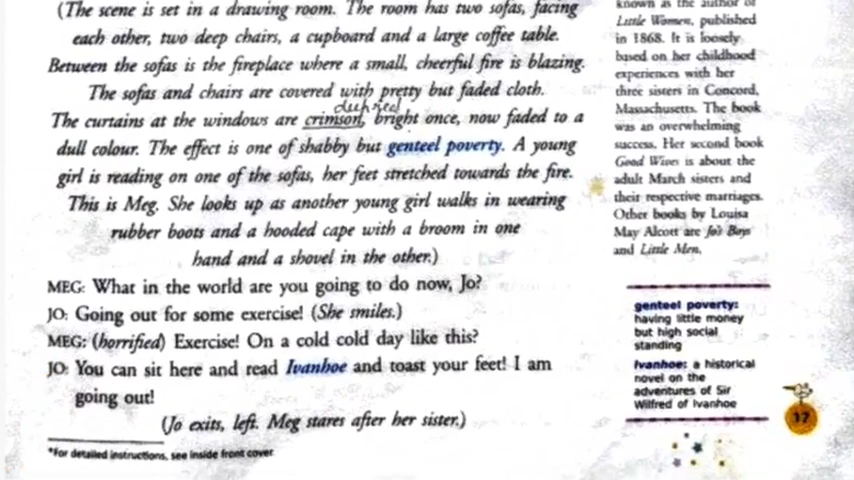 (The scene is set in a drawing room. The room has two sofas, facing
each other, two deep chairs, a cupboard and a large coffee table.
Between the sofas is the fireplace where a small, cheerful fire is blazing.
The sofas and chairs are covered with pretty but faded cloth.
deep red
The curtains at the windows are crimson, bright once, now faded to a
dull colour. The effect is one of shabby but genteel poverty. A young
girl is reading on one of the sofas, her feet stretched towards the fire.
This is Meg. She looks up as another young girl walks in wearing
rubber boots and a hooded cape with a broom in one
hand and a shovel in the other.)
MEG: What in the world are you going to do now, Jo?
JO: Going out for some exercise! (She smiles.)
MEG: (horrified) Exercise! On a cold cold day like this?
JO: You can sit here and read Ivanhoe and toast your feet! I am
going out!
(Jo exits, left. Meg stares after her sister.)
*For detailed instructions, see inside front cover
known as the author of
Little Women, published
in 1868. It is loosely
based on her childhood
experiences with her
three sisters in Concord,
Massachusetts. The book
was an overwhelming
success. Her second book
Good Wives is about the
adult March sisters and
their respective marriages.
Other books by Louisa
May Alcott are Jo's Boys
and Little Men.
genteel poverty:
having little money
but high social
standing
Ivanhoe: a historical
novel on the
adventures of Sir
Wilfred of Ivanhoe
17